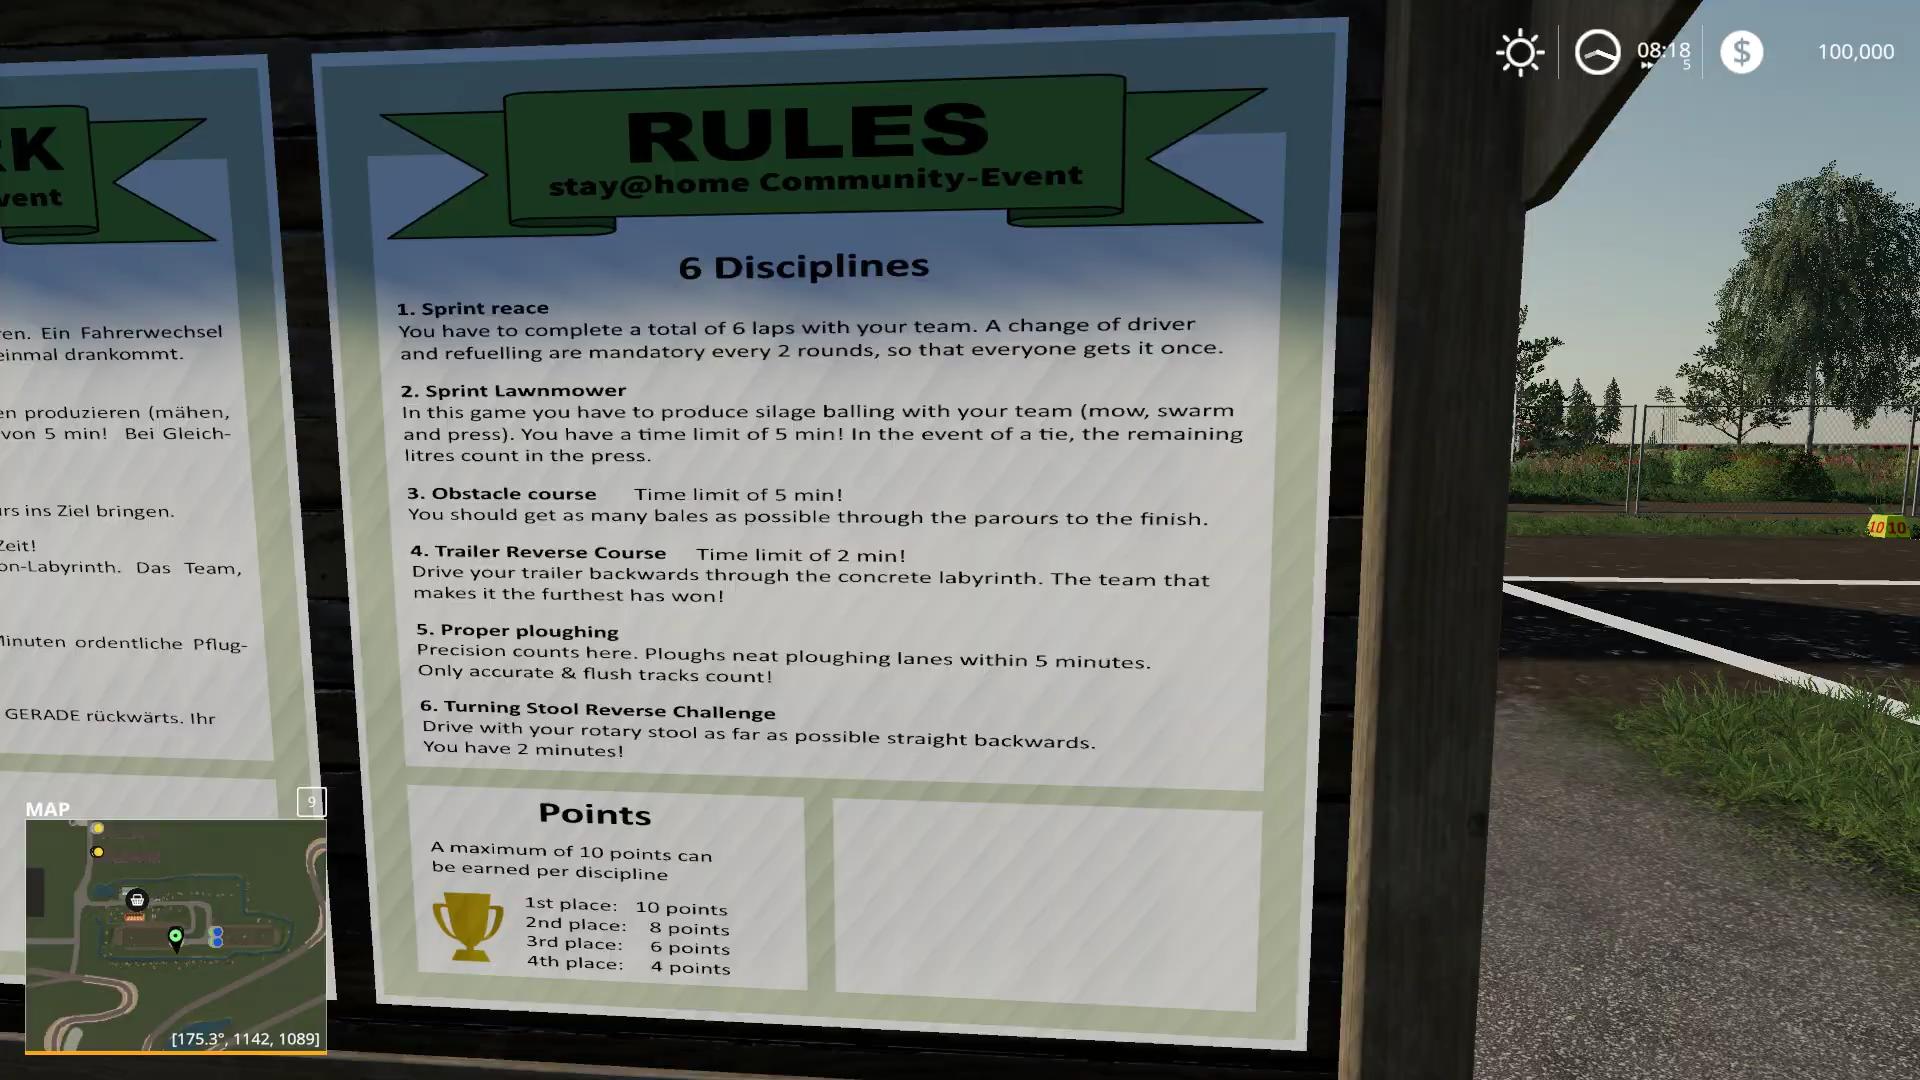 RK
vent
ren. Ein Fahrerwechsel
einmal drankommt.
en produzieren (mähen,
von 5 min! Bei Gleich-
urs ins Ziel bringen.
Zeit!
on-Labyrinth. Das Team,
Minuten ordentliche Pflug-
GERADE rückwärts. Ihr
RULES
stay@home Community-Event
6 Disciplines
1. Sprint reace
You have to complete a total of 6 laps with your team. A change of driver
and refuelling are mandatory every 2 rounds, so that everyone gets it once.
2. Sprint Lawnmower
In this game you have to produce silage balling with your team (mow, swarm
and press). You have a time limit of 5 min! In the event of a tie, the remaining
litres count in the press.
3. Obstacle course Time limit of 5 min!
You should get as many bales as possible through the parours to the finish.
4. Trailer Reverse Course Time limit of 2 min!
Drive your trailer backwards through the concrete labyrinth. The team that
makes it the furthest has won!
5. Proper ploughing
Precision counts here. Ploughs neat ploughing lanes within 5 minutes.
Only accurate & flush tracks count!
6. Turning Stool Reverse Challenge
Drive with your rotary stool as far as possible straight backwards.
You have 2 minutes!
Points
A maximum of 10 points can
be earned per discipline
1st place: 10 points
2nd place: 8 points
3rd place: 6 points
4th place: 4 points
08:18
5
$
100,000
10 10
MAP
9
[175.3°, 1142, 1089]